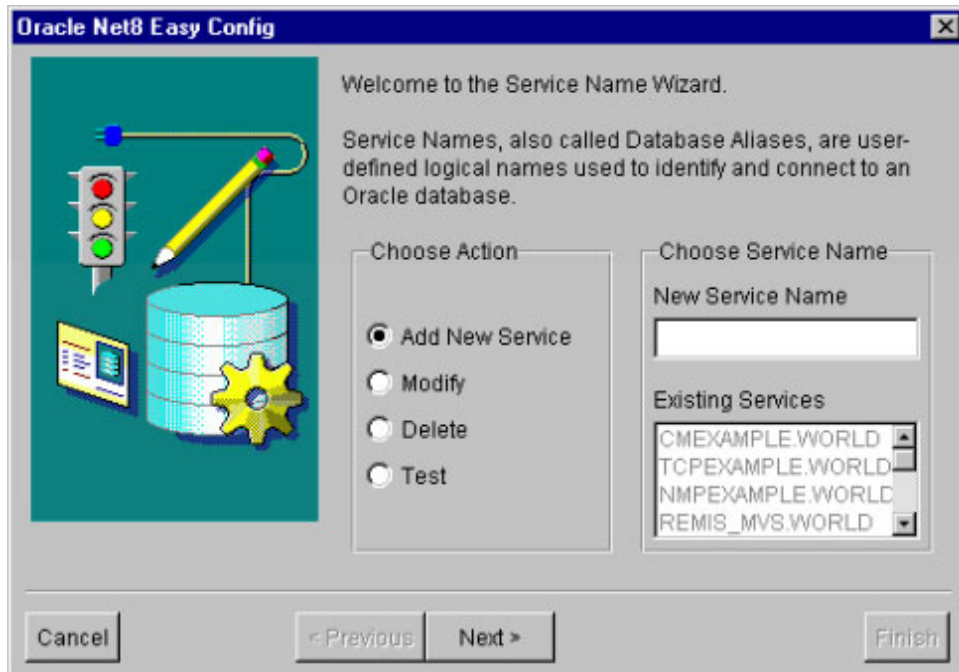 Oracle Net8 Easy Config
Welcome to the Service Name Wizard.
Service Names, also called Database Aliases, are user-
defined logical names used to identify and connect to an
Oracle database.
Choose Action
Add New Service
Modify
Delete
Test
Choose Service Name
New Service Name
Existing Services
CMEXAMPLE.WORLD
TCPEXAMPLE.WORLD
NMPEXAMPLE.WORLD
REMIS_MVS.WORLD
Cancel
< Previous
Next >
Finish